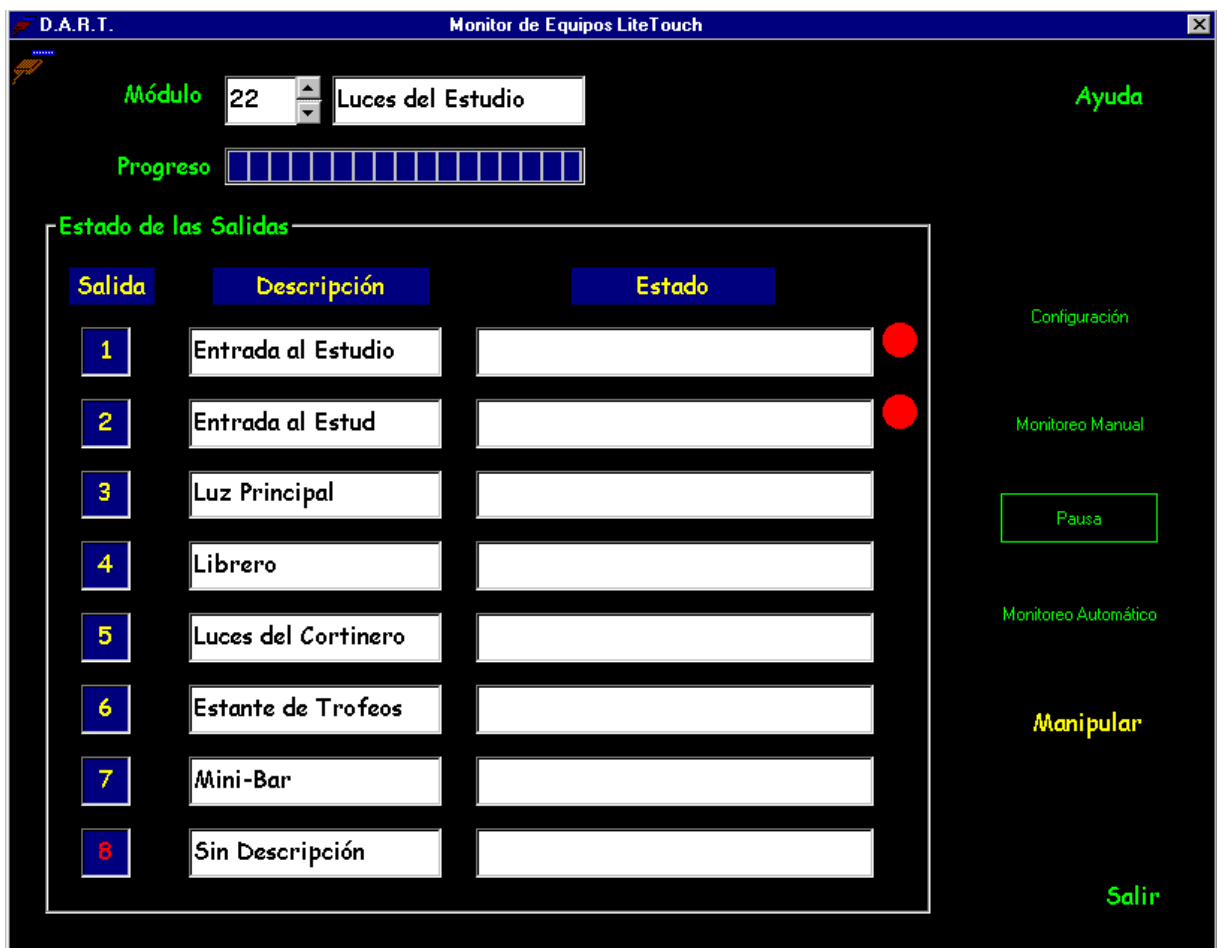 D.A.R.T. Monitor de Equipos LiteTouch
Módulo 22 Luces del Estudio Ayuda
Progreso
Estado de las Salidas
Salida Descripción Estado
1 Entrada al Estudio
Configuración
2 Entrada al Estud
Monitoreo Manual
3 Luz Principal
Pausa
4 Librero
5 Luces del Cortinero
Monitoreo Automático
6 Estante de Trofeos
Manipular
7 Mini-Bar
8 Sin Descripción
Salir